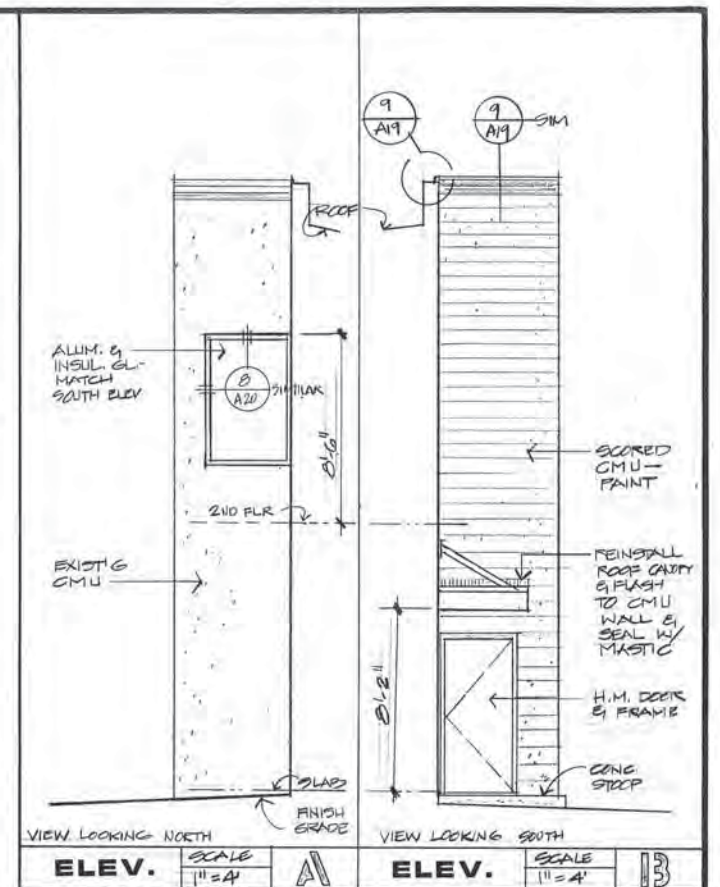 9
A19
9
A19
SIM
ROOF
ALUM. &
INSUL. GL-
MATCH
SOUTH ELEV
8
A20
SIMILAR
8'-6"
2ND FLR
EXIST'G
CMU
SLAB
FINISH
GRADE
VIEW LOOKING NORTH
ELEV.
SCALE
1"=4'
A
SCORED
CMU-
PAINT
REINSTALL
ROOF CANOPY
& FLASH
TO CMU
WALL &
SEAL W/
MASTIC
8'-2"
H.M. DOOR
& FRAME
CONC
STOOP
VIEW LOOKING SOUTH
ELEV.
SCALE
1"=4'
B